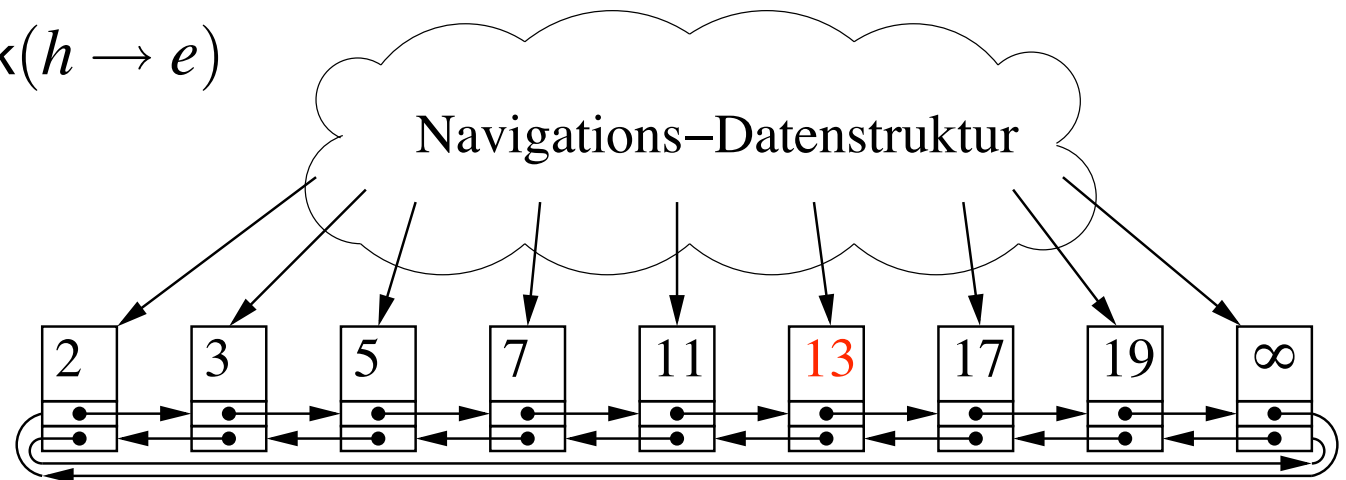 k(h → e)
Navigations–Datenstruktur
2 3 5 7 11 13 17 19 ∞